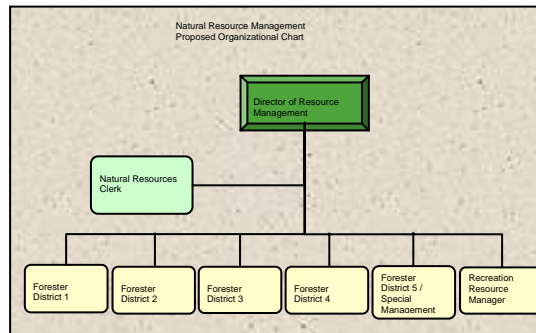 Natural Resource Management
Proposed Organizational Chart
Director of Resource
Management
Natural Resources
Clerk
Forester
District 1
Forester
District 2
Forester
District 3
Forester
District 4
Forester
District 5 /
Special
Management
Recreation
Resource
Manager